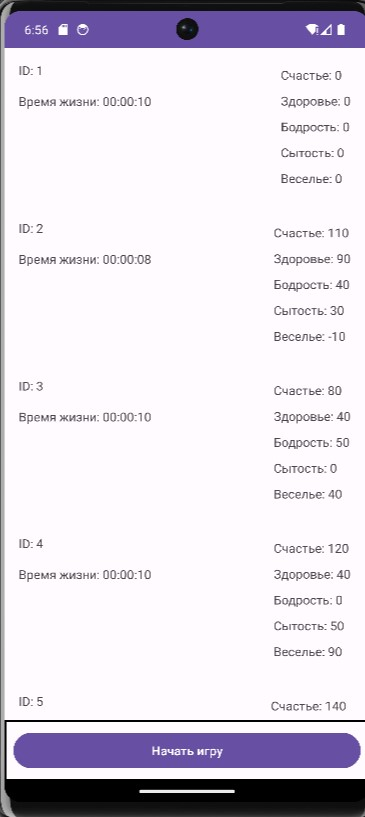 6:56
ID: 1
Время жизни: 00:00:10
Счастье: 0
Здоровье: 0
Бодрость: 0
Сытость: 0
Веселье: 0
ID: 2
Время жизни: 00:00:08
Счастье: 110
Здоровье: 90
Бодрость: 40
Сытость: 30
Веселье: -10
ID: 3
Время жизни: 00:00:10
Счастье: 80
Здоровье: 40
Бодрость: 50
Сытость: 0
Веселье: 40
ID: 4
Время жизни: 00:00:10
Счастье: 120
Здоровье: 40
Бодрость: 0
Сытость: 50
Веселье: 90
ID: 5
Счастье: 140
Начать игру